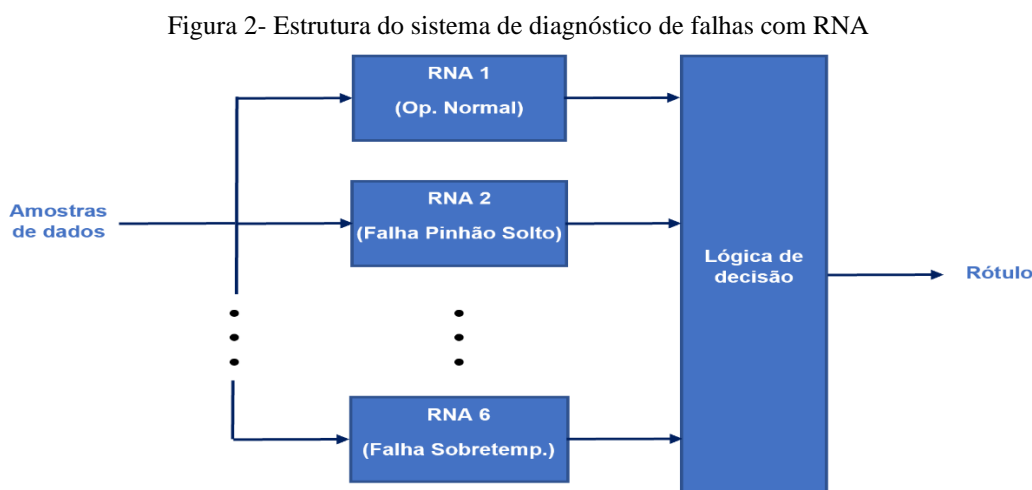 Figura 2- Estrutura do sistema de diagnóstico de falhas com RNA
RNA 1
(Op. Normal)
Amostras
de dados
RNA 2
(Falha Pinhão Solto)
Lógica de
decisão
Rótulo
RNA 6
(Falha Sobretemp.)